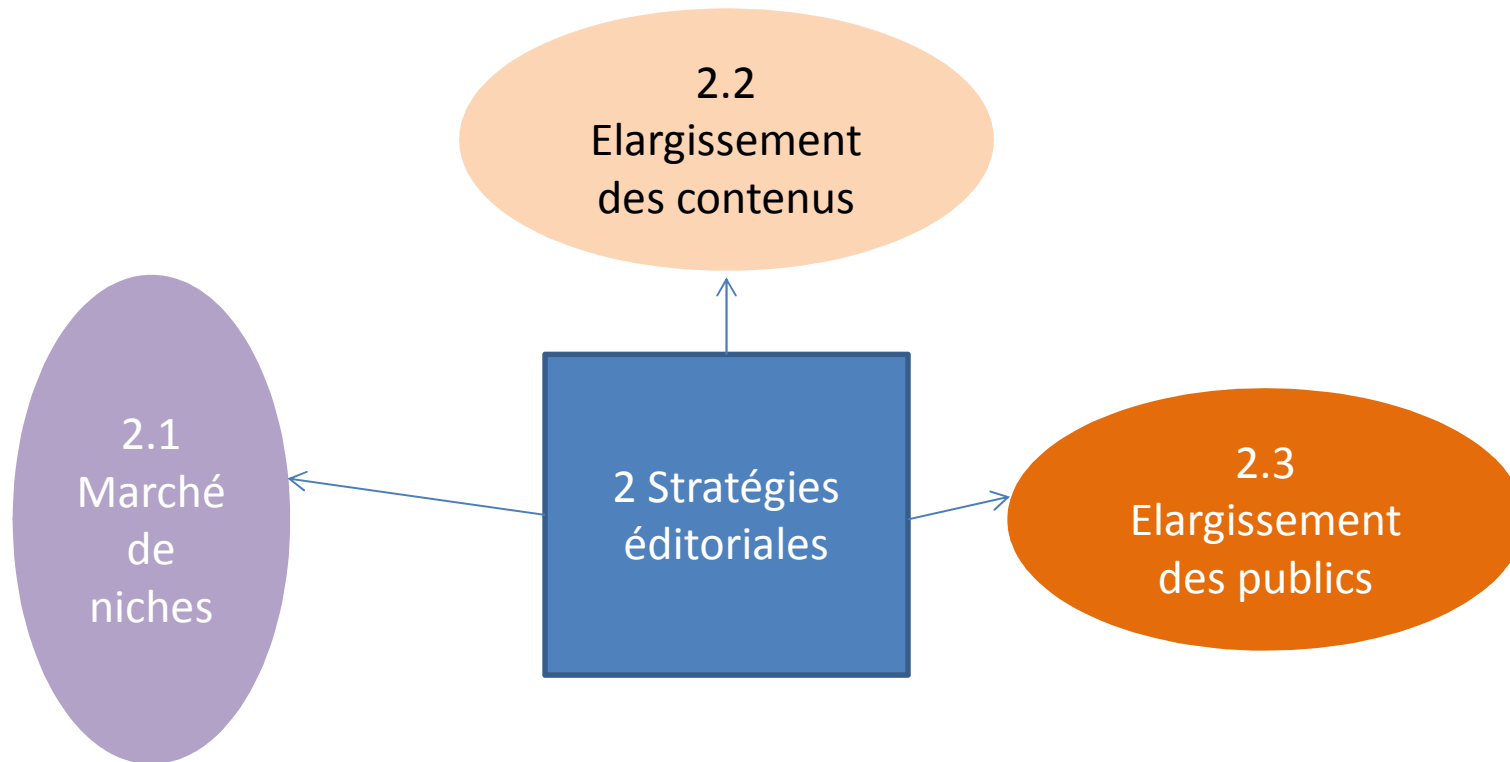 2.2
Elargissement
des contenus
2.1
Marché
de
niches
2 Stratégies
éditoriales
2.3
Elargissement
des publics